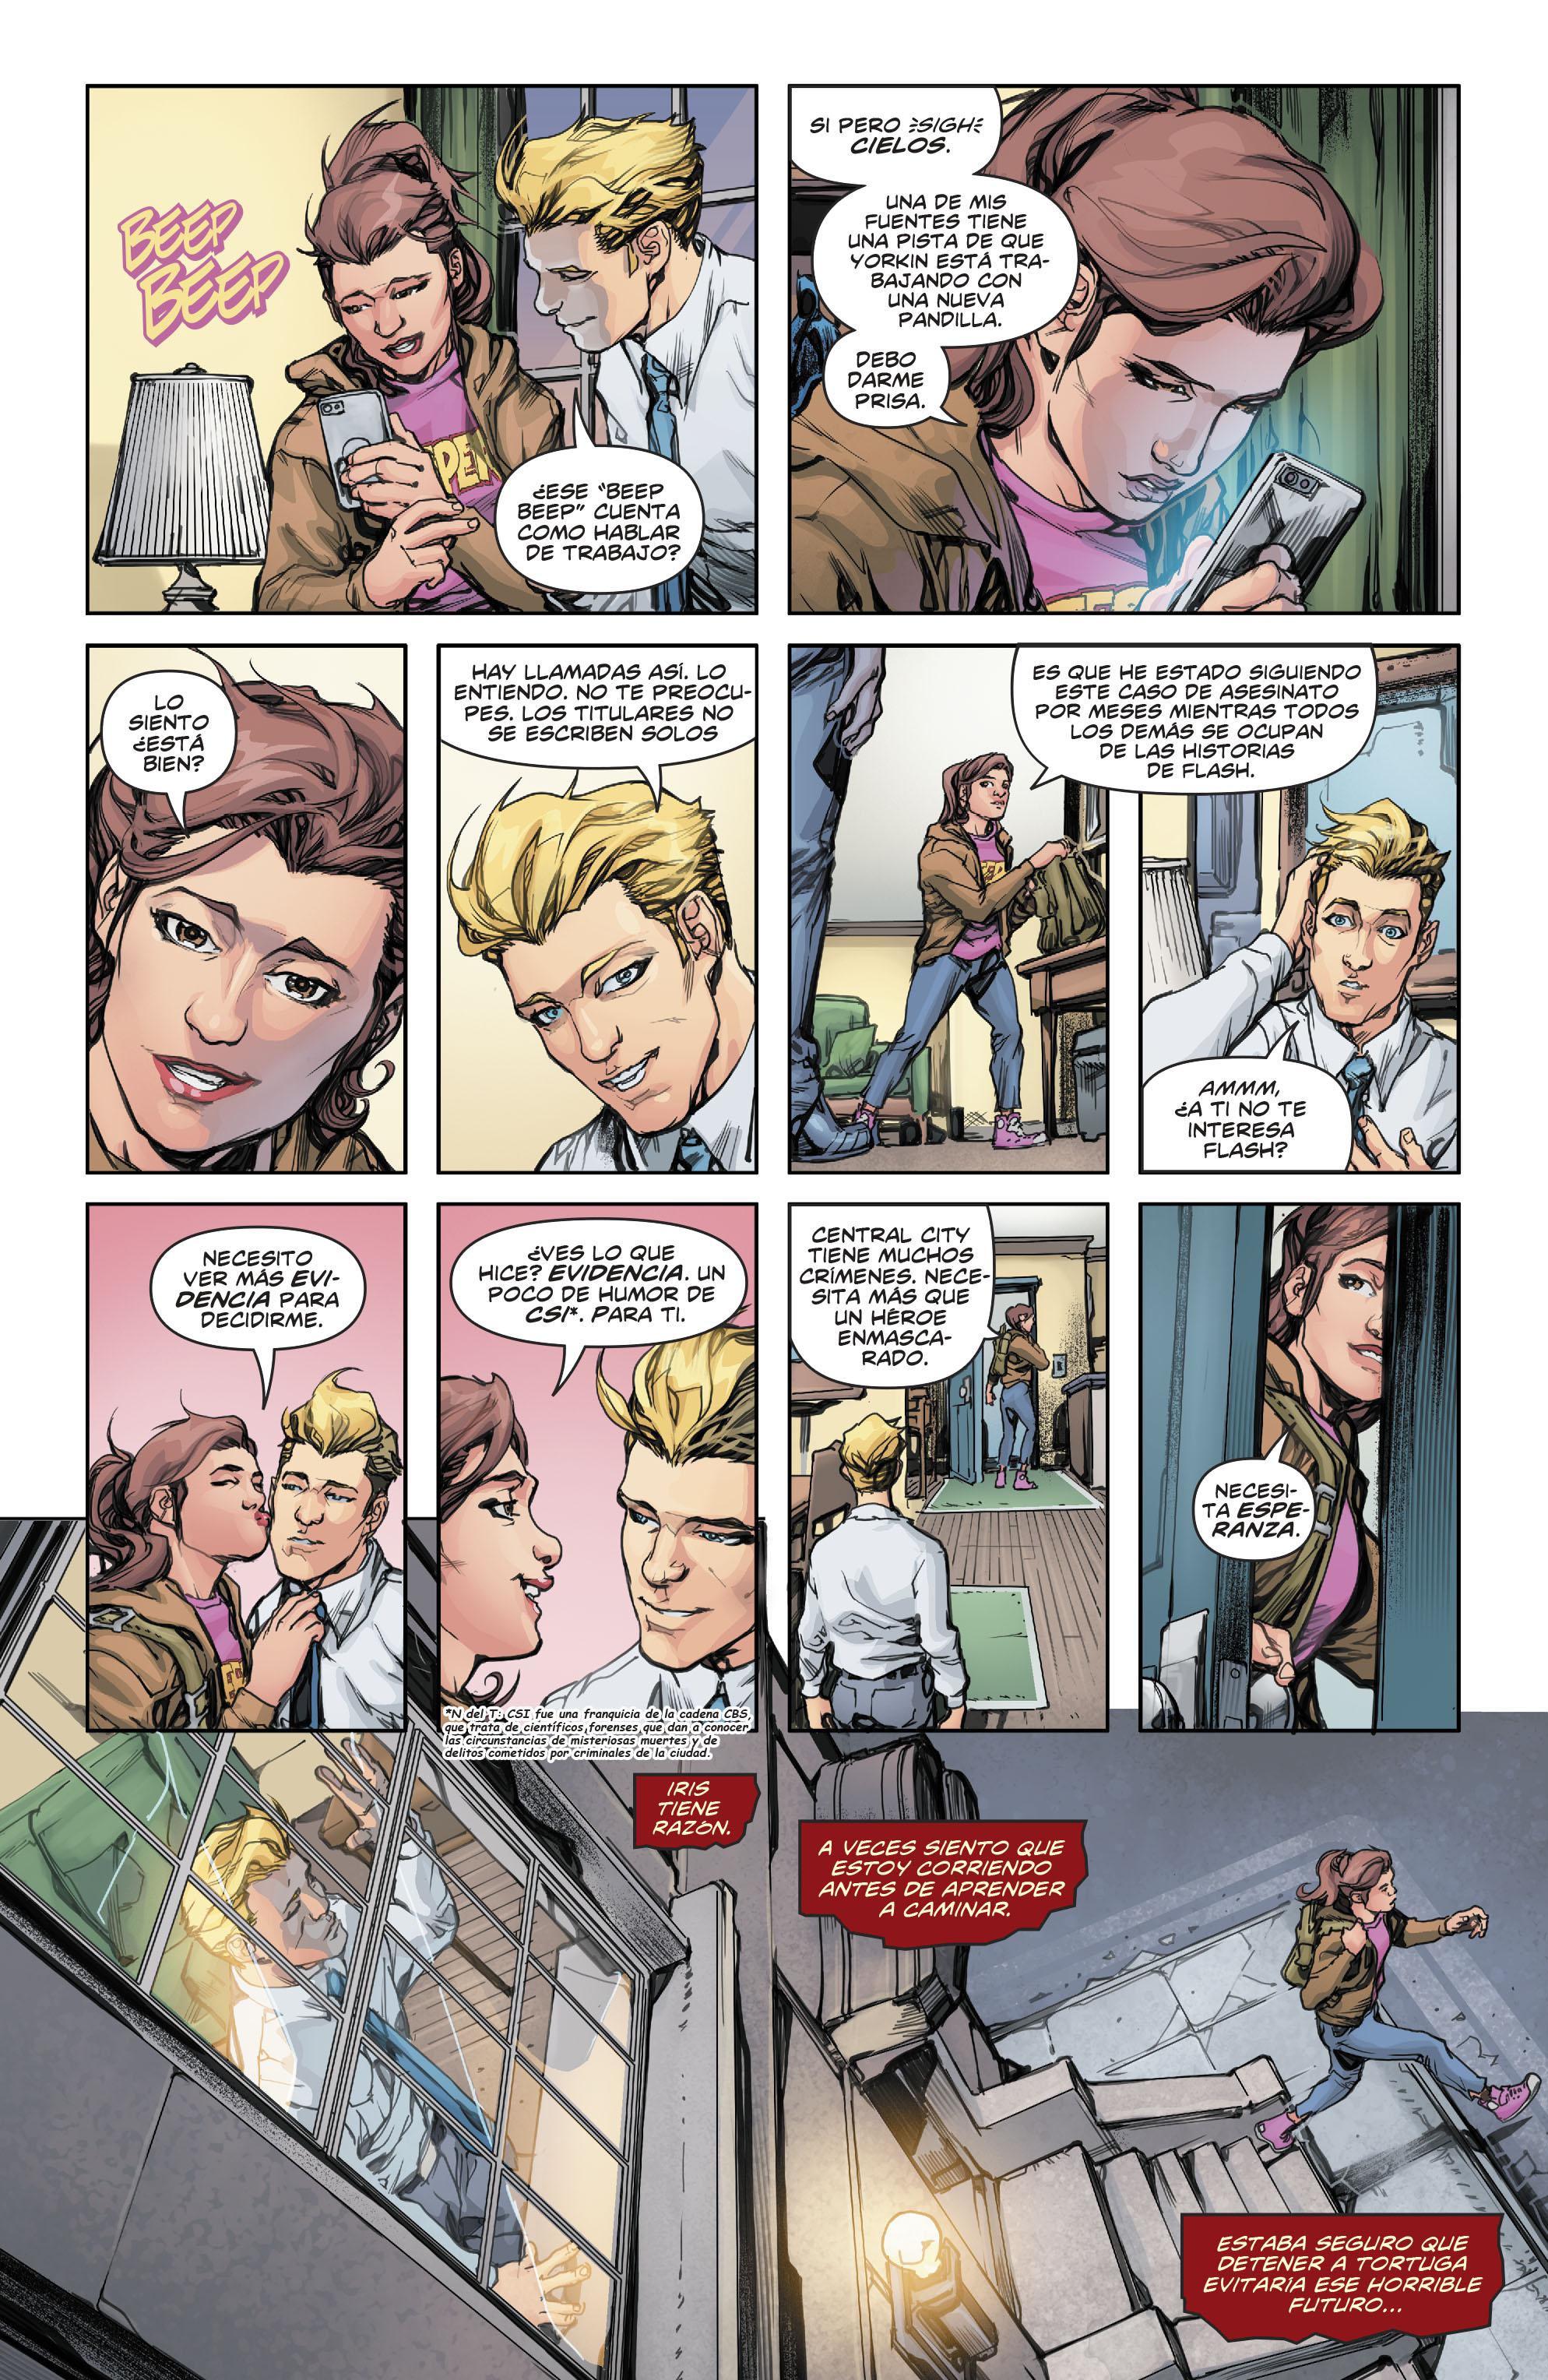 BEEP
BEEP
¿ESE "BEEP
BEEP" CUENTA
COMO HABLAR
DE TRABAJO?
SI PERO >SIGH<
CIELOS.
UNA DE MIS
FUENTES TIENE
UNA PISTA DE QUE
YORKIN ESTÁ TRA-
BAJANDO CON
UNA NUEVA
PANDILLA.
DEBO
DARME
PRISA.
LO
SIENTO
¿ESTÁ
BIEN?
HAY LLAMADAS ASÍ. LO
ENTIENDO. NO TE PREOCU-
PES. LOS TITULARES NO
SE ESCRIBEN SOLOS
ES QUE HE ESTADO SIGUIENDO
ESTE CASO DE ASESINATO
POR MESES MIENTRAS TODOS
LOS DEMÁS SE OCUPAN
DE LAS HISTORIAS
DE FLASH.
AMMM,
¿A TI NO TE
INTERESA
FLASH?
NECESITO
VER MÁS EVI-
DENCIA PARA
DECIDIRME.
¿VES LO QUE
HICE? EVIDENCIA. UN
POCO DE HUMOR DE
CSI*. PARA TI.
*N del T: CSI fue una franquicia de la cadena CBS,
que trata de científicos forenses que dan a conocer
las circunstancias de misteriosas muertes y de
delitos cometidos por criminales de la ciudad.
CENTRAL CITY
TIENE MUCHOS
CRÍMENES. NECE-
SITA MÁS QUE
UN HÉROE
ENMASCA-
RADO.
NECESI-
TA ESPE-
RANZA.
IRIS
TIENE
RAZÓN.
A VECES SIENTO QUE
ESTOY CORRIENDO
ANTES DE APRENDER
A CAMINAR.
ESTABA SEGURO QUE
DETENER A TORTUGA
EVITARÍA ESE HORRIBLE
FUTURO...